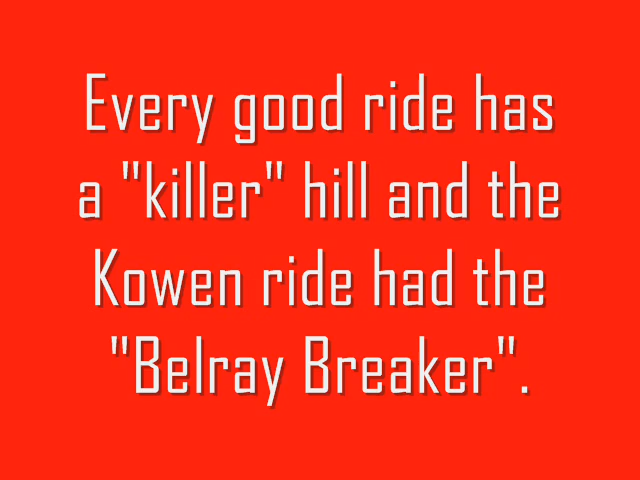 Every good ride has
a "killer" hill and the
Kowen ride had the
"Belray Breaker".